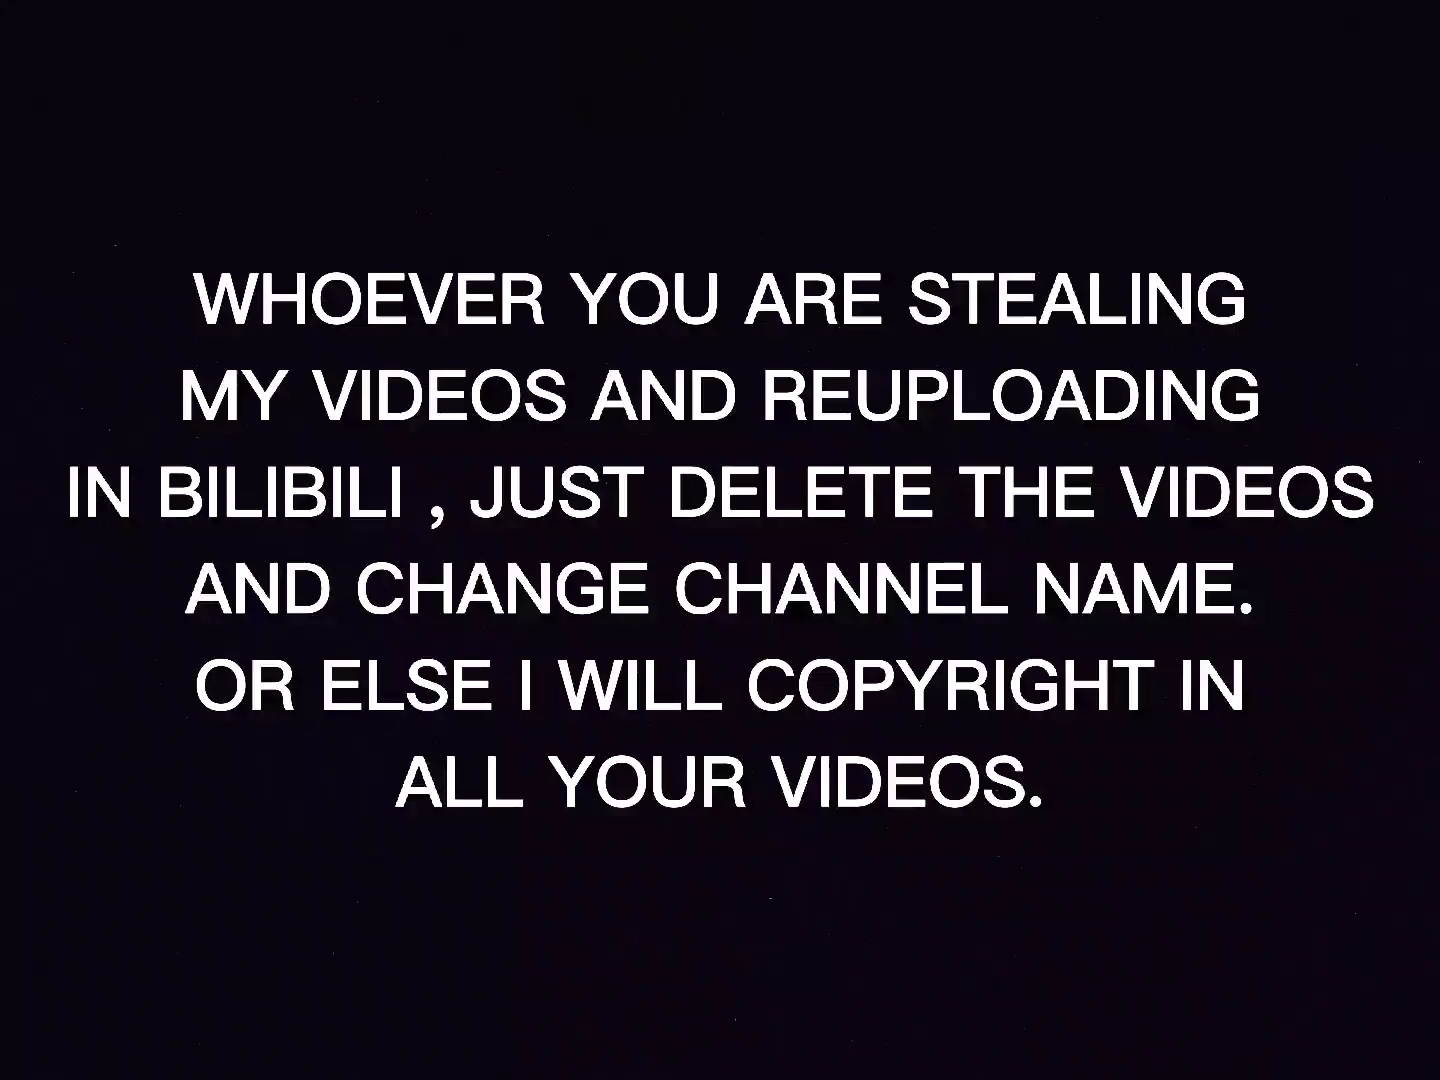 WHOEVER YOU ARE STEALING
MY VIDEOS AND REUPLOADING
IN BILIBILI , JUST DELETE THE VIDEOS
AND CHANGE CHANNEL NAME.
OR ELSE I WILL COPYRIGHT IN
ALL YOUR VIDEOS.